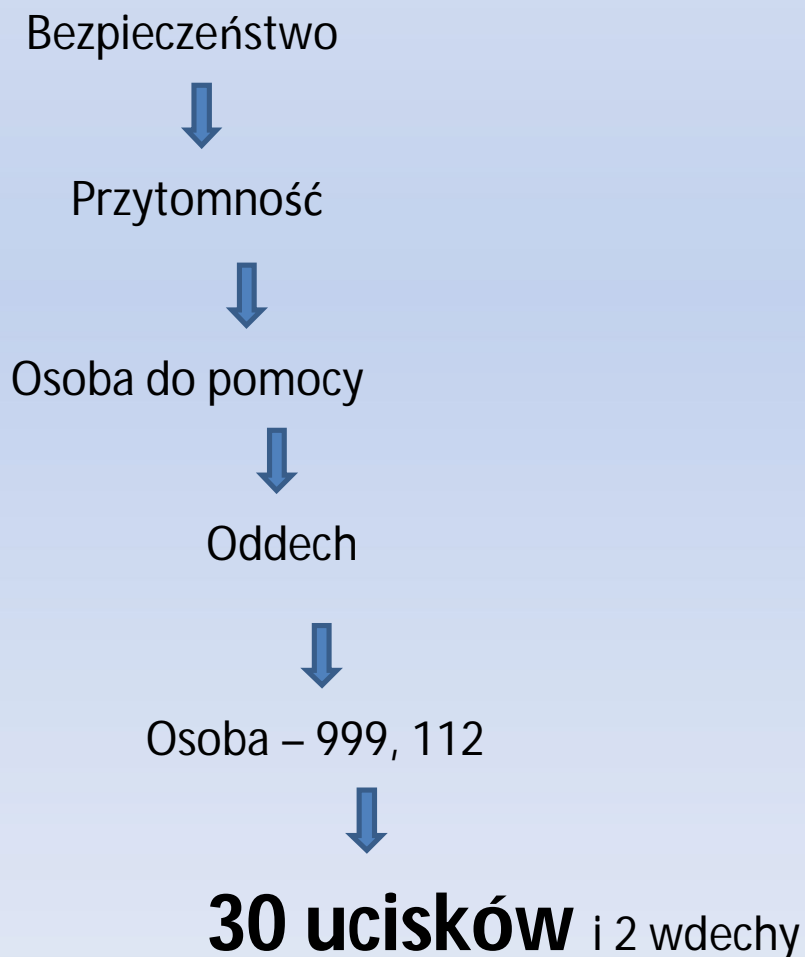 Bezpieczeństwo
Przytomność
Osoba do pomocy
Oddech
Osoba – 999, 112
30 ucisków i 2 wdechy